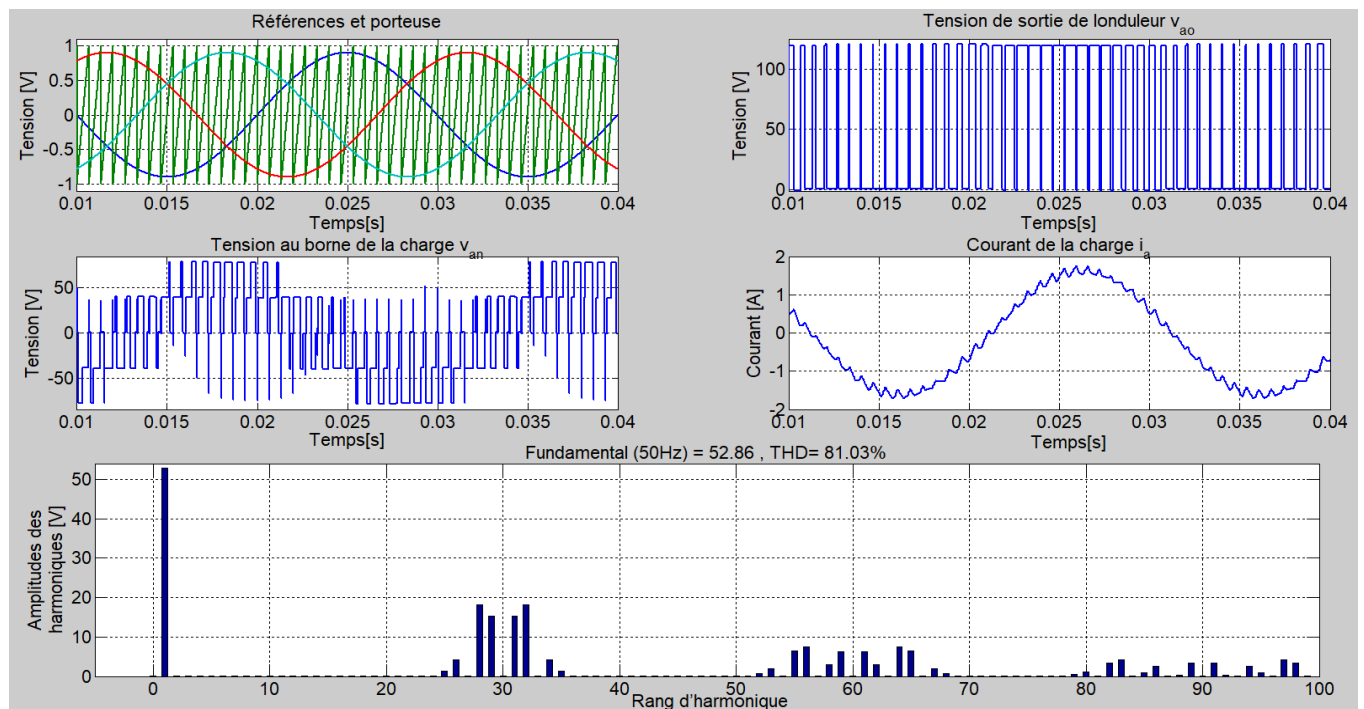 Références et porteuse
Tension [V]
1
0.5
0
-0.5
-1
0.01 0.015 0.02 0.025 0.03 0.035 0.04
Temps[s]
Tension de sortie de londuleur v_ao
Tension [V]
100
50
0
0.01 0.015 0.02 0.025 0.03 0.035 0.04
Temps[s]
Tension au borne de la charge v_an
Tension [V]
50
0
-50
0.01 0.015 0.02 0.025 0.03 0.035 0.04
Temps[s]
Courant de la charge i_a
Courant [A]
2
1
0
-1
-2
0.01 0.015 0.02 0.025 0.03 0.035 0.04
Temps[s]
Fundamental (50Hz) = 52.86 , THD= 81.03%
Amplitudes des
harmoniques [V]
50
40
30
20
10
0
0 10 20 30 40 50 60 70 80 90 100
Rang d'harmonique